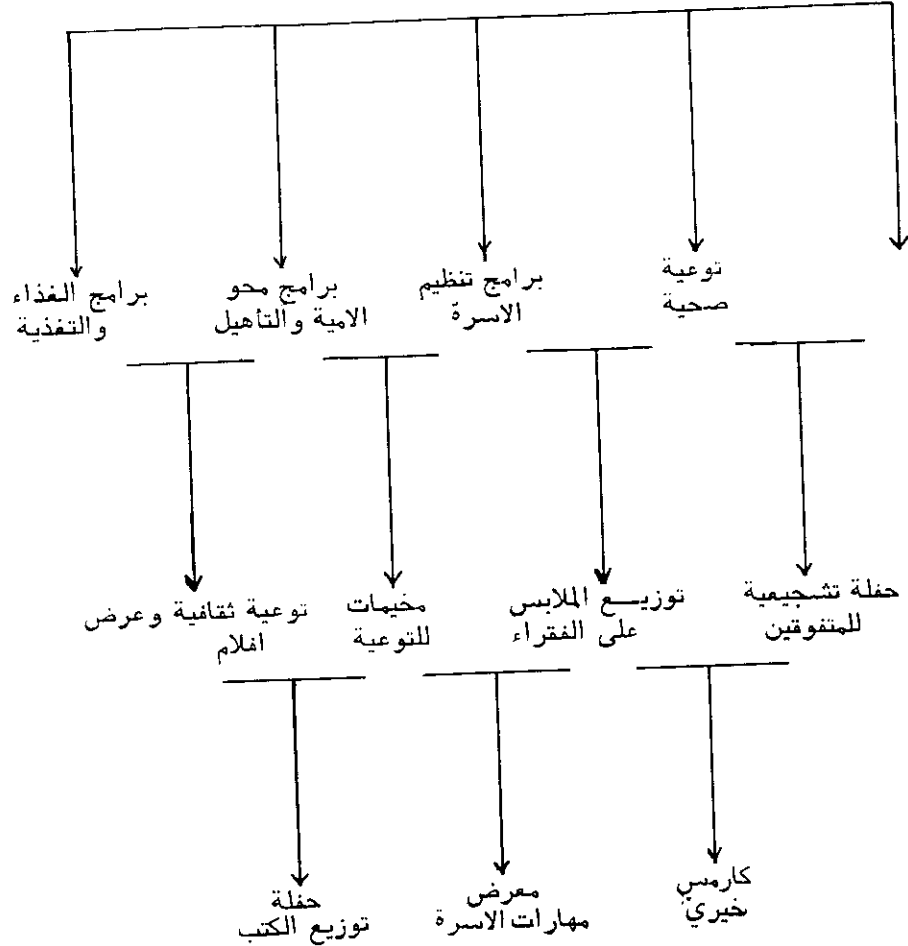 توعية
صحية
برامج تنظيم
الاسرة
برامج محو
الامية والتأهيل
برامج الغذاء
والتغذية
حفلة تشجيعية
للمتفوقين
توزيــع الملابس
على الفقراء
مخيمات
للتوعية
توعية ثقافية وعرض
افلام
كارمس
خيري
معرض
مهارات الاسرة
حفلة
توزيع الكتب